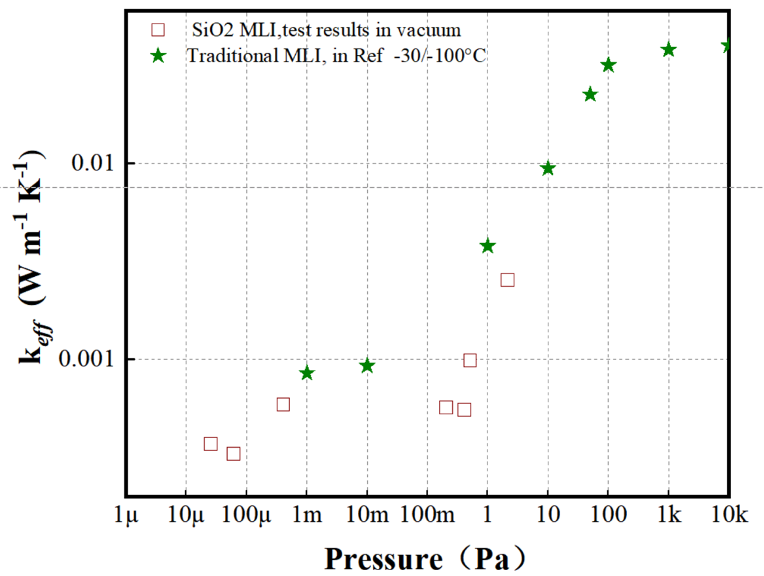 SiO2 MLI,test results in vacuum
Traditional MLI, in Ref -30/-100°C
0.01
0.001
keff (W m-1 K-1)
1μ 10μ 100μ 1m 10m 100m 1 10 100 1k 10k
Pressure（Pa）